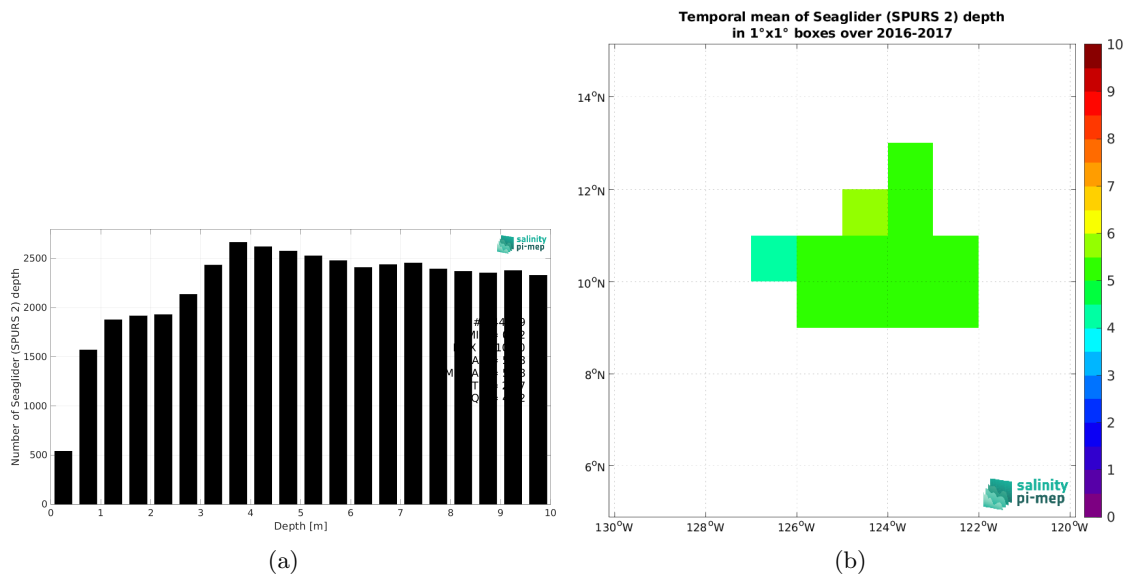 Temporal mean of Seaglider (SPURS 2) depth
in 1°x1° boxes over 2016-2017
Number of Seaglider (SPURS 2) depth
2500
2000
1500
1000
500
0
0 1 2 3 4 5 6 7 8 9 10
Depth [m]
salinity
pi-mep
(a)
14°N
12°N
10°N
8°N
6°N
130°W 128°W 126°W 124°W 122°W 120°W
10
9
8
7
6
5
4
3
2
1
0
salinity
pi-mep
(b)